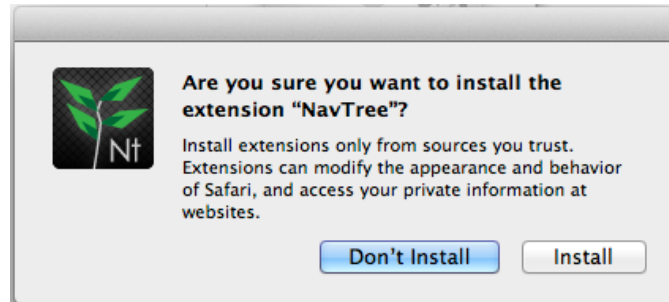 Nt
Are you sure you want to install the
extension “NavTree”?
Install extensions only from sources you trust.
Extensions can modify the appearance and behavior
of Safari, and access your private information at
websites.
Don't Install
Install